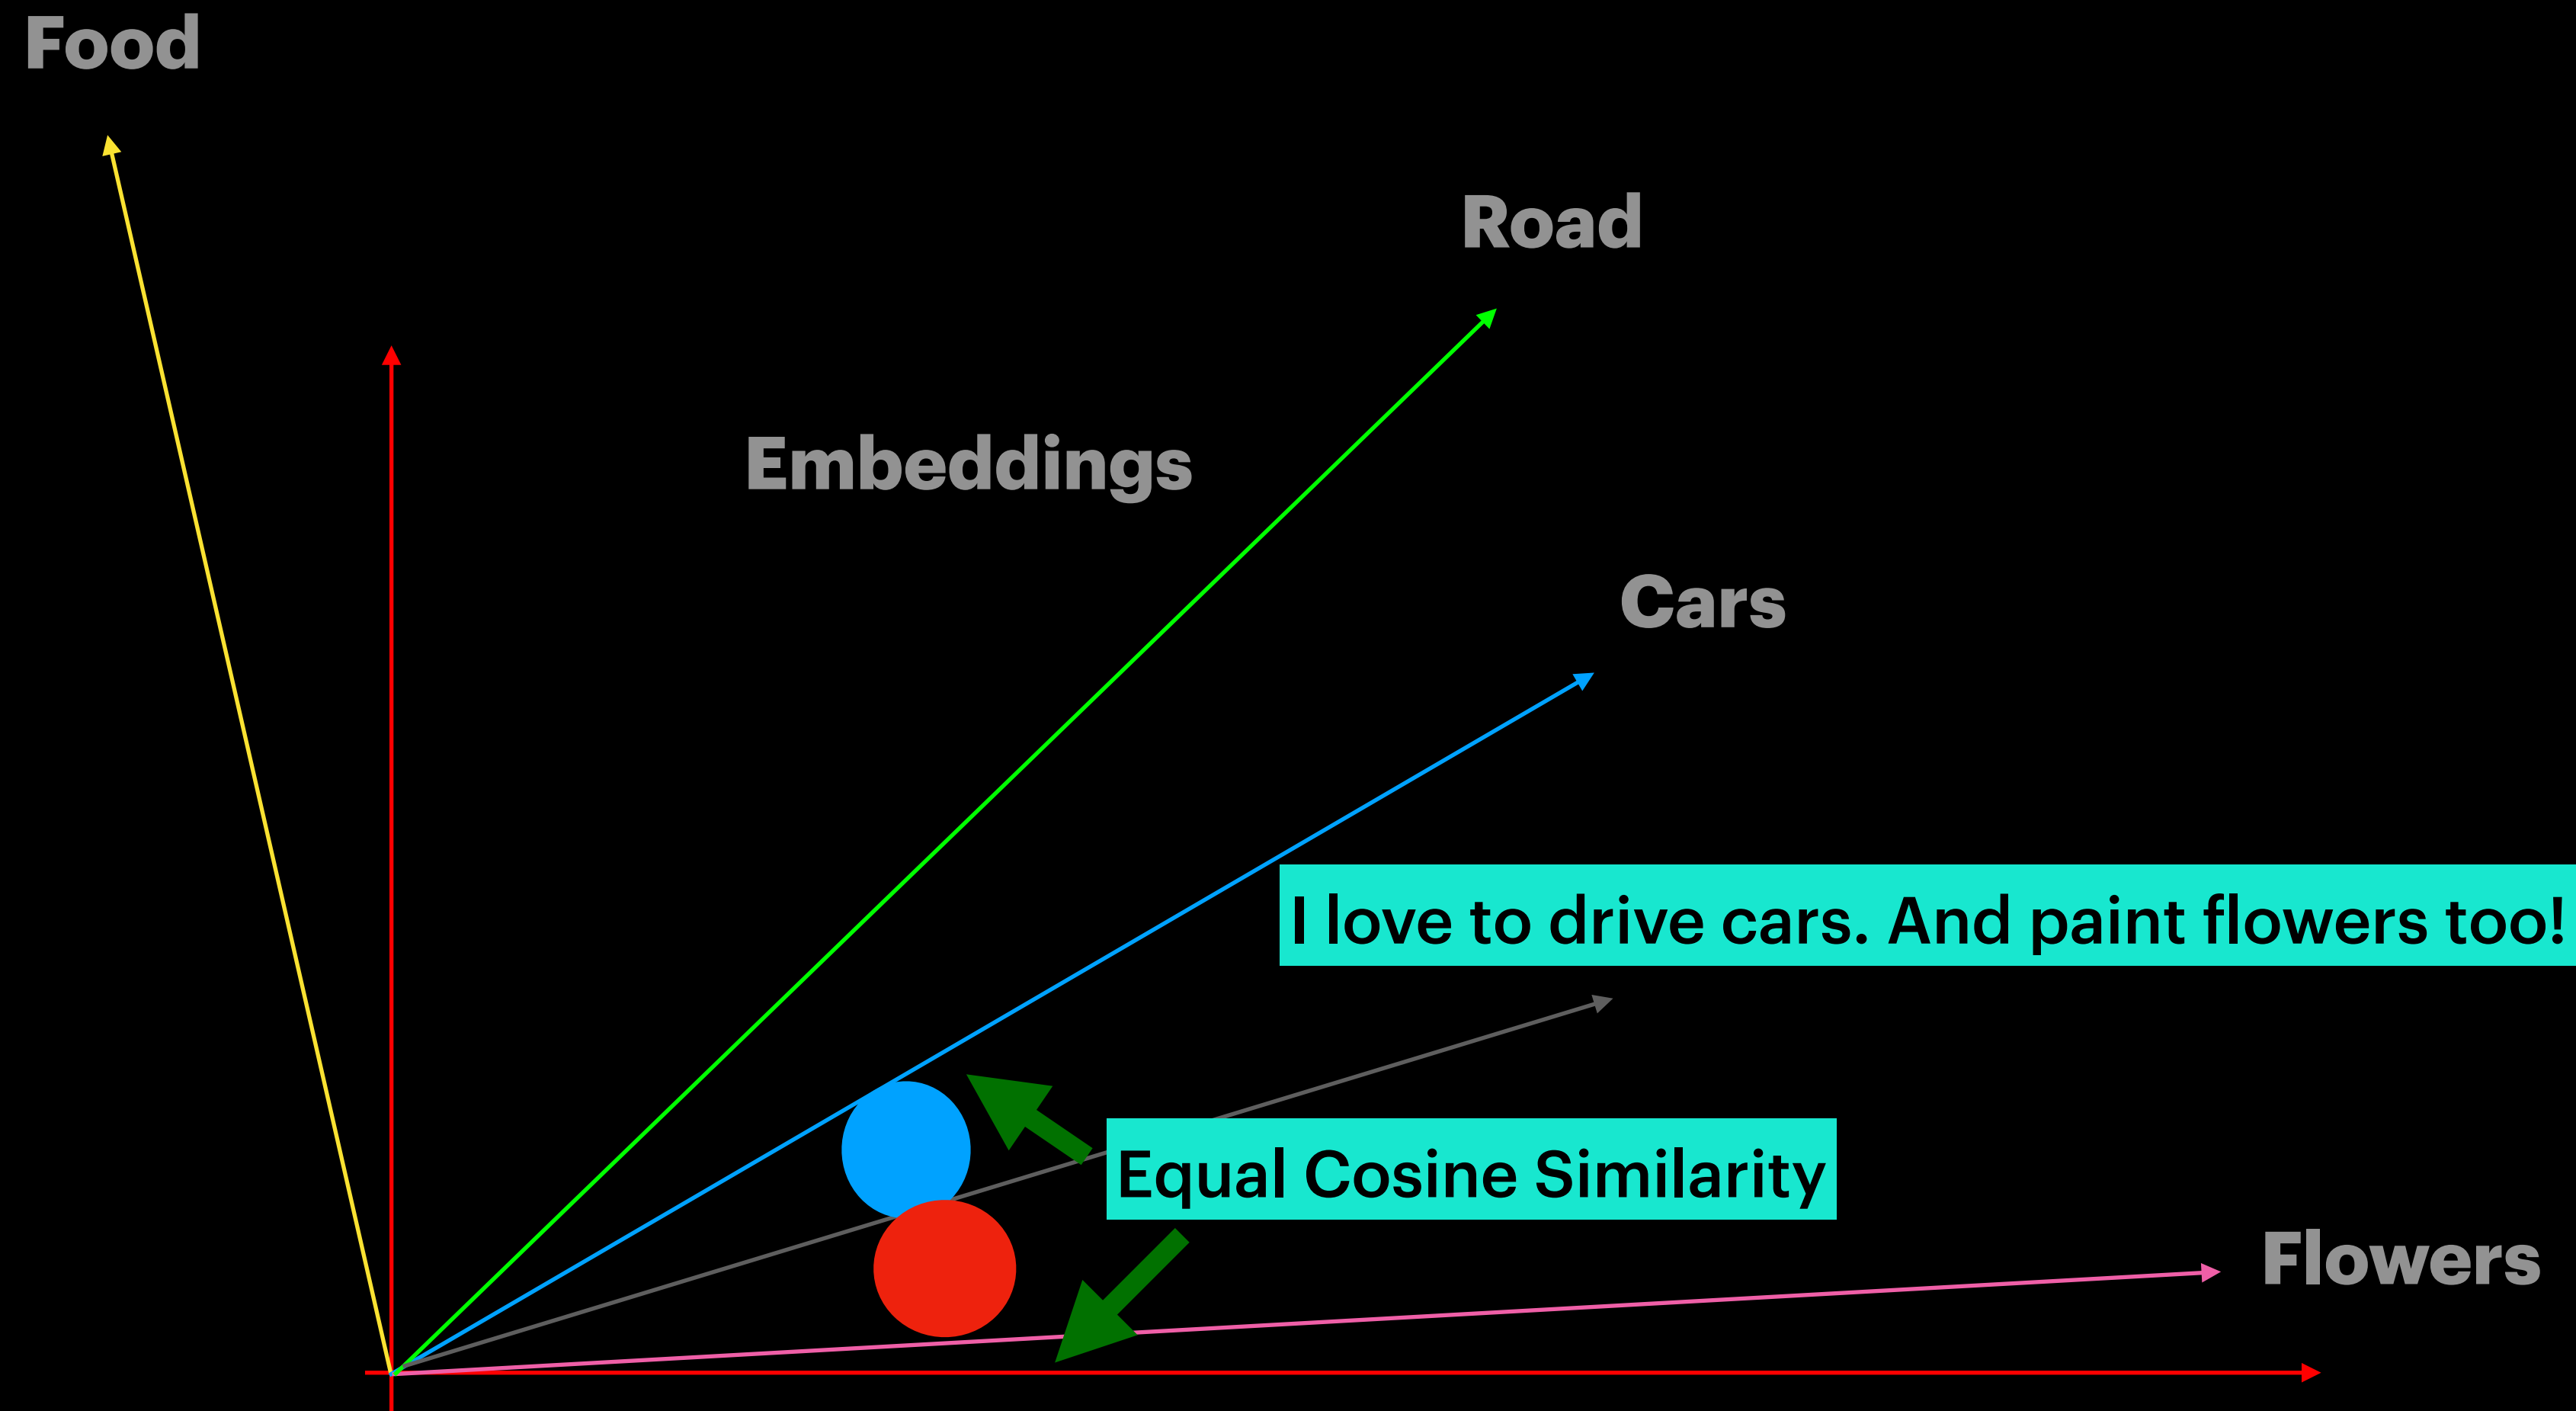 Food
Road
Embeddings
Cars
I love to drive cars. And paint flowers too!
Equal Cosine Similarity
Flowers